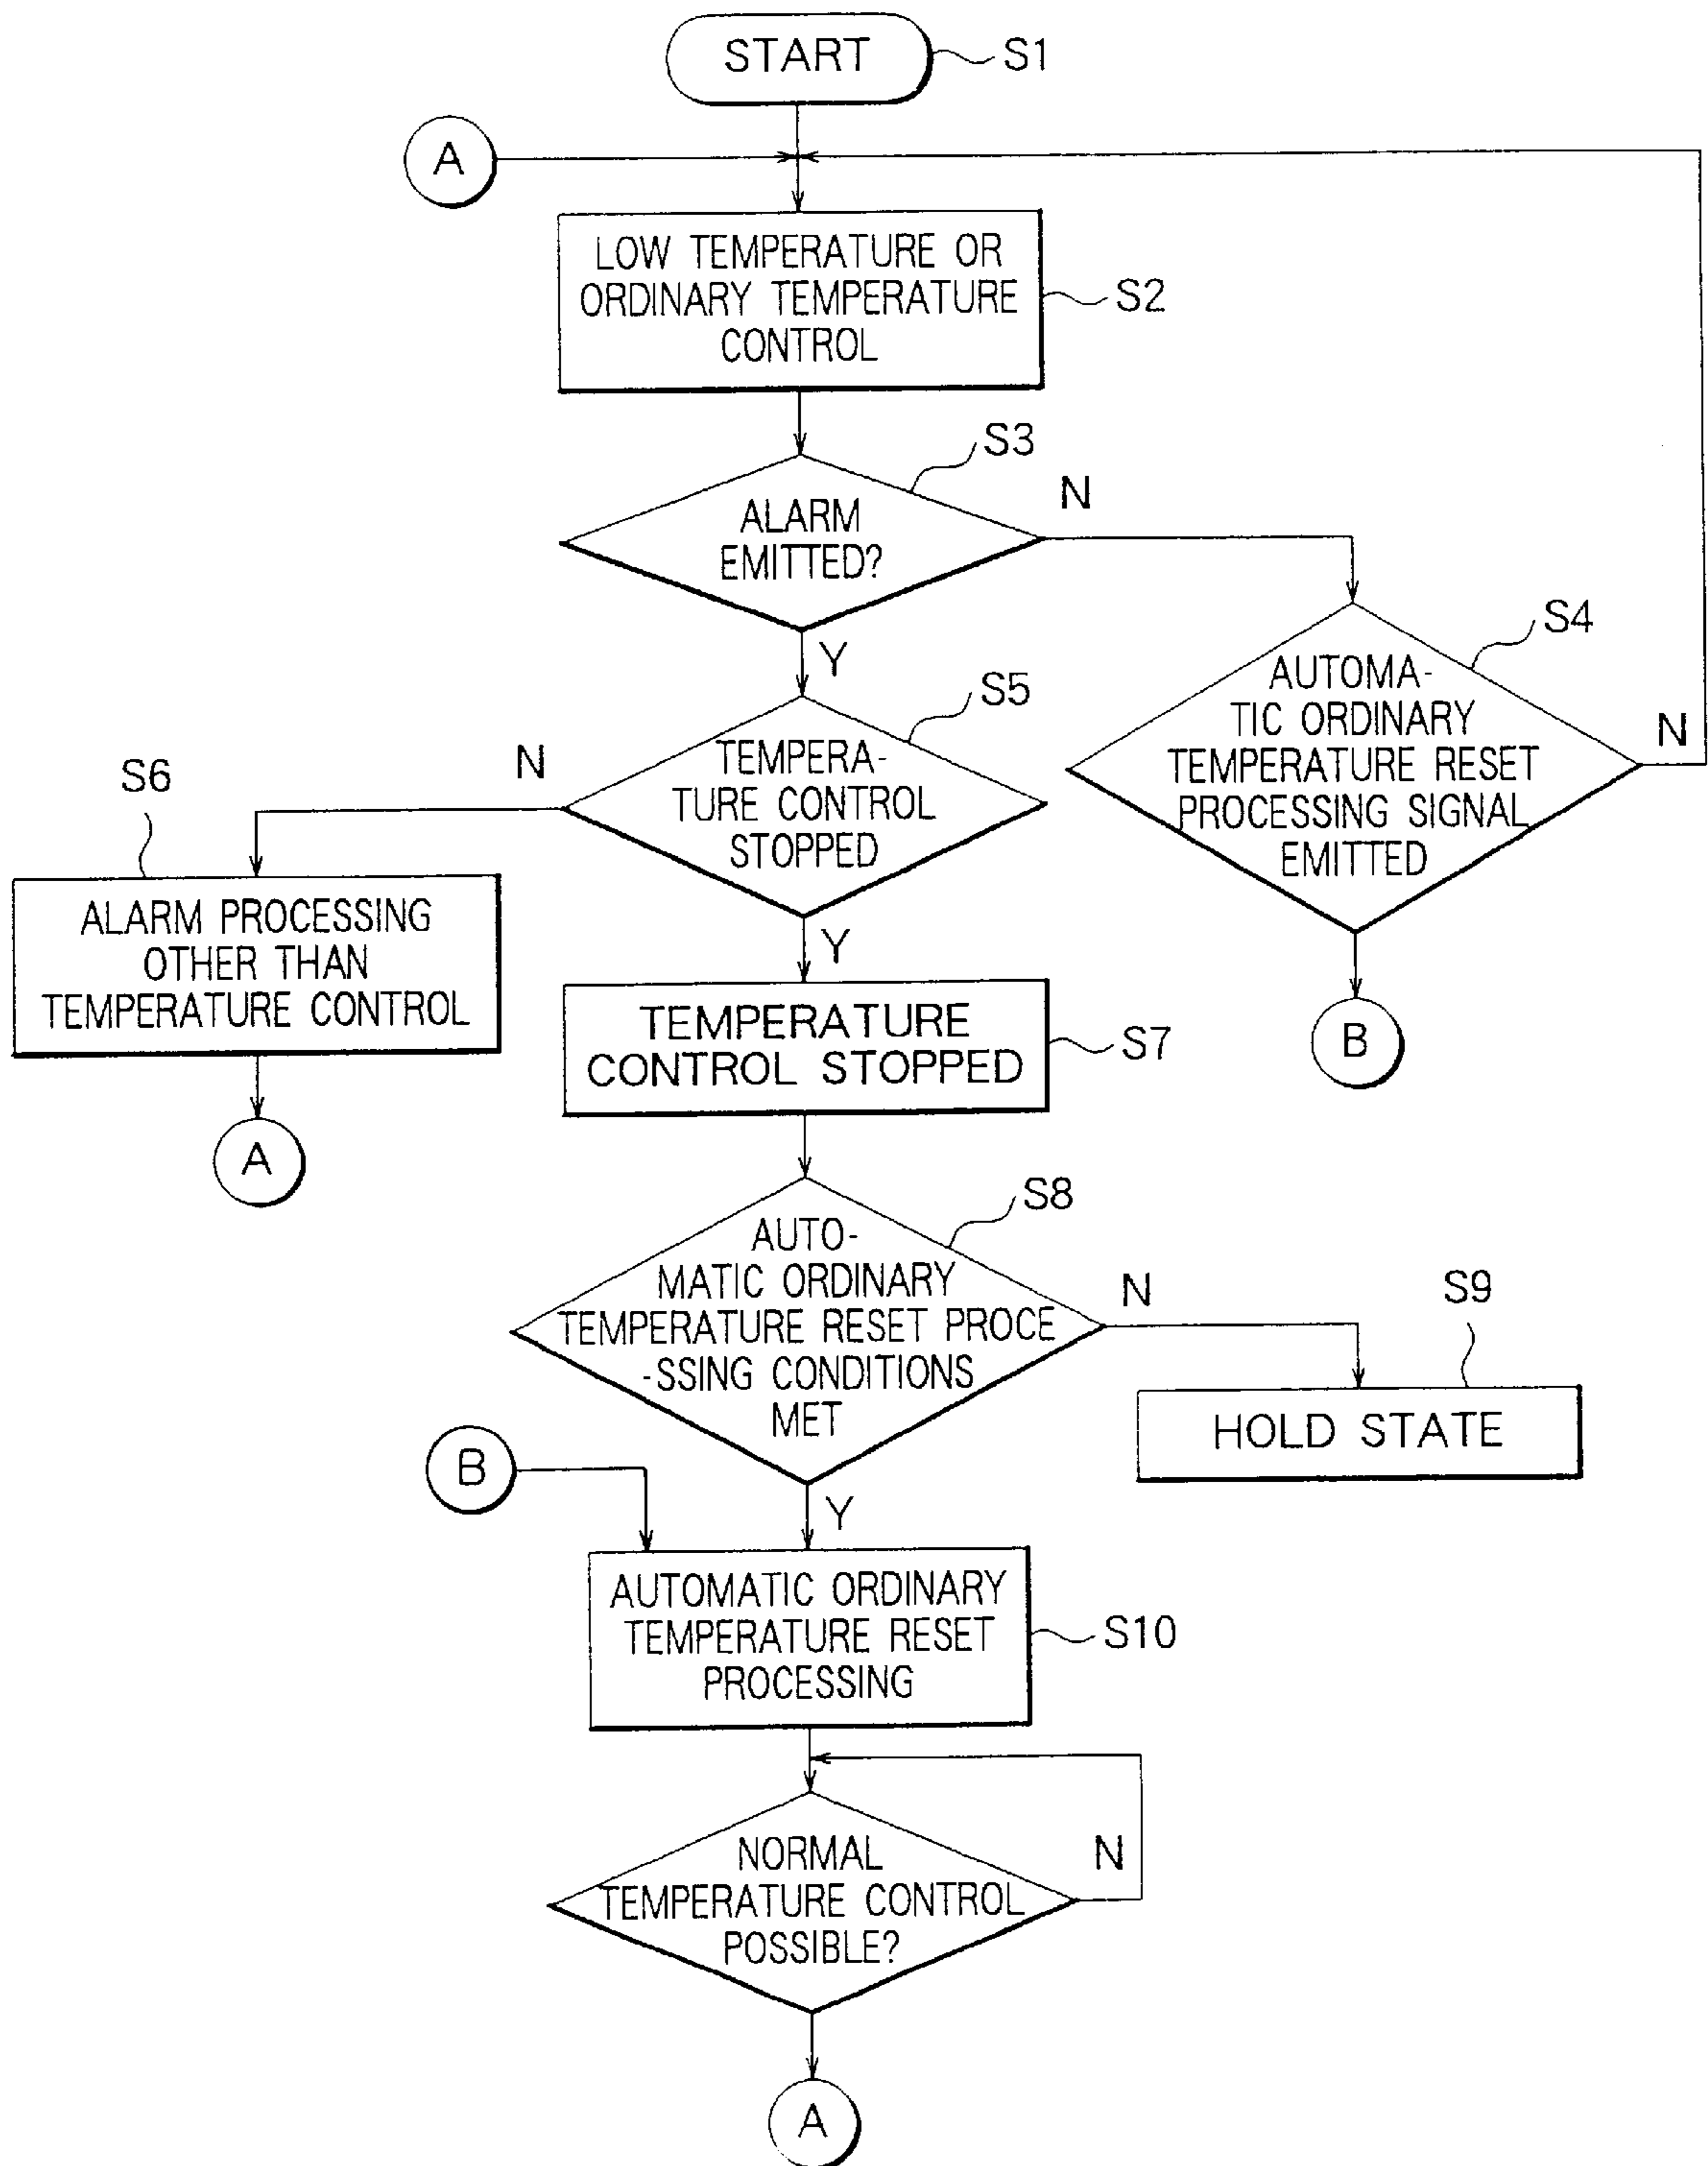 START
S1
A
LOW TEMPERATURE OR
ORDINARY TEMPERATURE
CONTROL
S2
S3
ALARM
EMITTED?
N
Y
S4
AUTOMA-
TIC ORDINARY
TEMPERATURE RESET
PROCESSING SIGNAL
EMITTED
N
B
S5
TEMPERA-
TURE CONTROL
STOPPED
N
Y
S6
ALARM PROCESSING
OTHER THAN
TEMPERATURE CONTROL
A
TEMPERATURE
CONTROL STOPPED
S7
S8
AUTO-
MATIC ORDINARY
TEMPERATURE RESET PROCE
-SSING CONDITIONS
MET
N
S9
HOLD STATE
B
Y
AUTOMATIC ORDINARY
TEMPERATURE RESET
PROCESSING
S10
NORMAL
TEMPERATURE CONTROL
POSSIBLE?
N
A